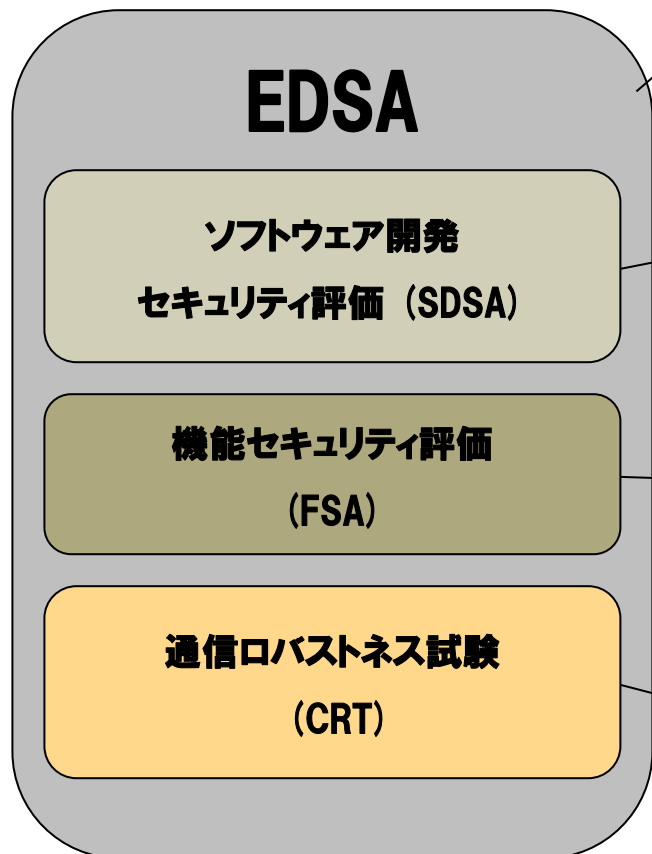 EDSA
ソフトウェア開発
セキュリティ評価（SDSA）
機能セキュリティ評価
（FSA）
通信ロバストネス試験
（CRT）